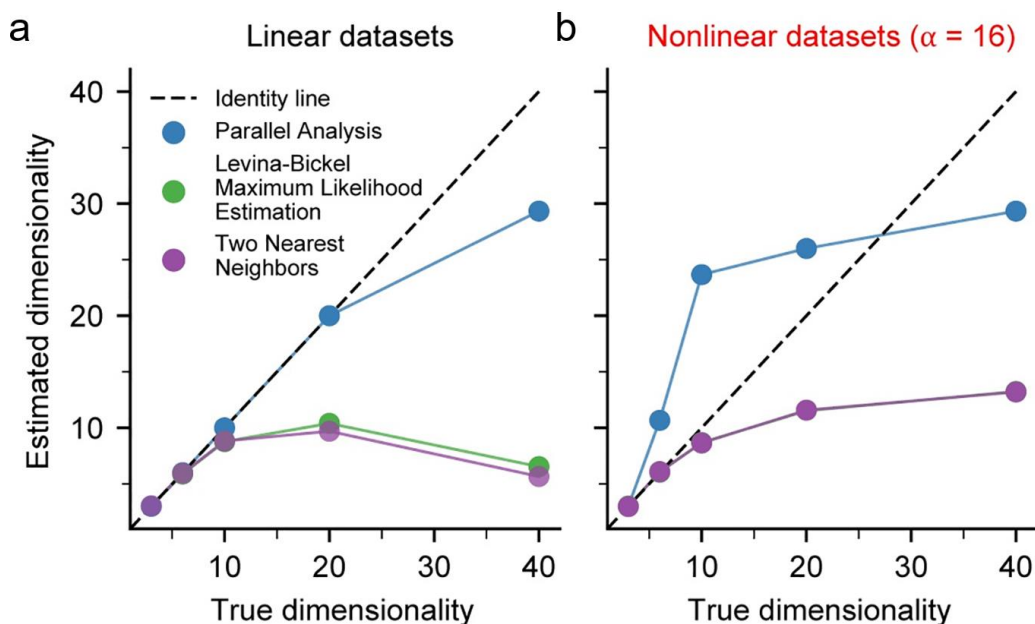 a
Linear datasets
40
30
20
10
Estimated dimensionality
Identity line
Parallel Analysis
Levina-Bickel
Maximum Likelihood
Estimation
Two Nearest
Neighbors
10
20
30
40
True dimensionality
b
Nonlinear datasets (α = 16)
10
20
30
40
True dimensionality